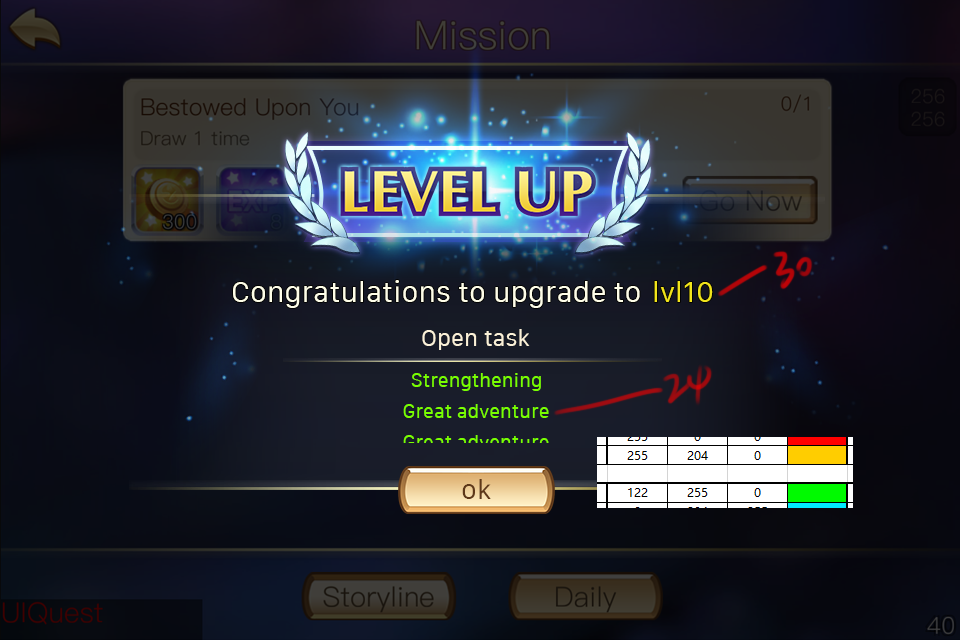 Mission
Bestowed Upon You
0/1
Draw 1 time
256
256
300
EXP
Go Now
LEVEL UP
Congratulations to upgrade to lvl10
30
Open task
Strengthening
Great adventure
24
Great adventure
255 0 0
255 204 0
122 255 0
ok
Storyline
Daily
UIQuest
40